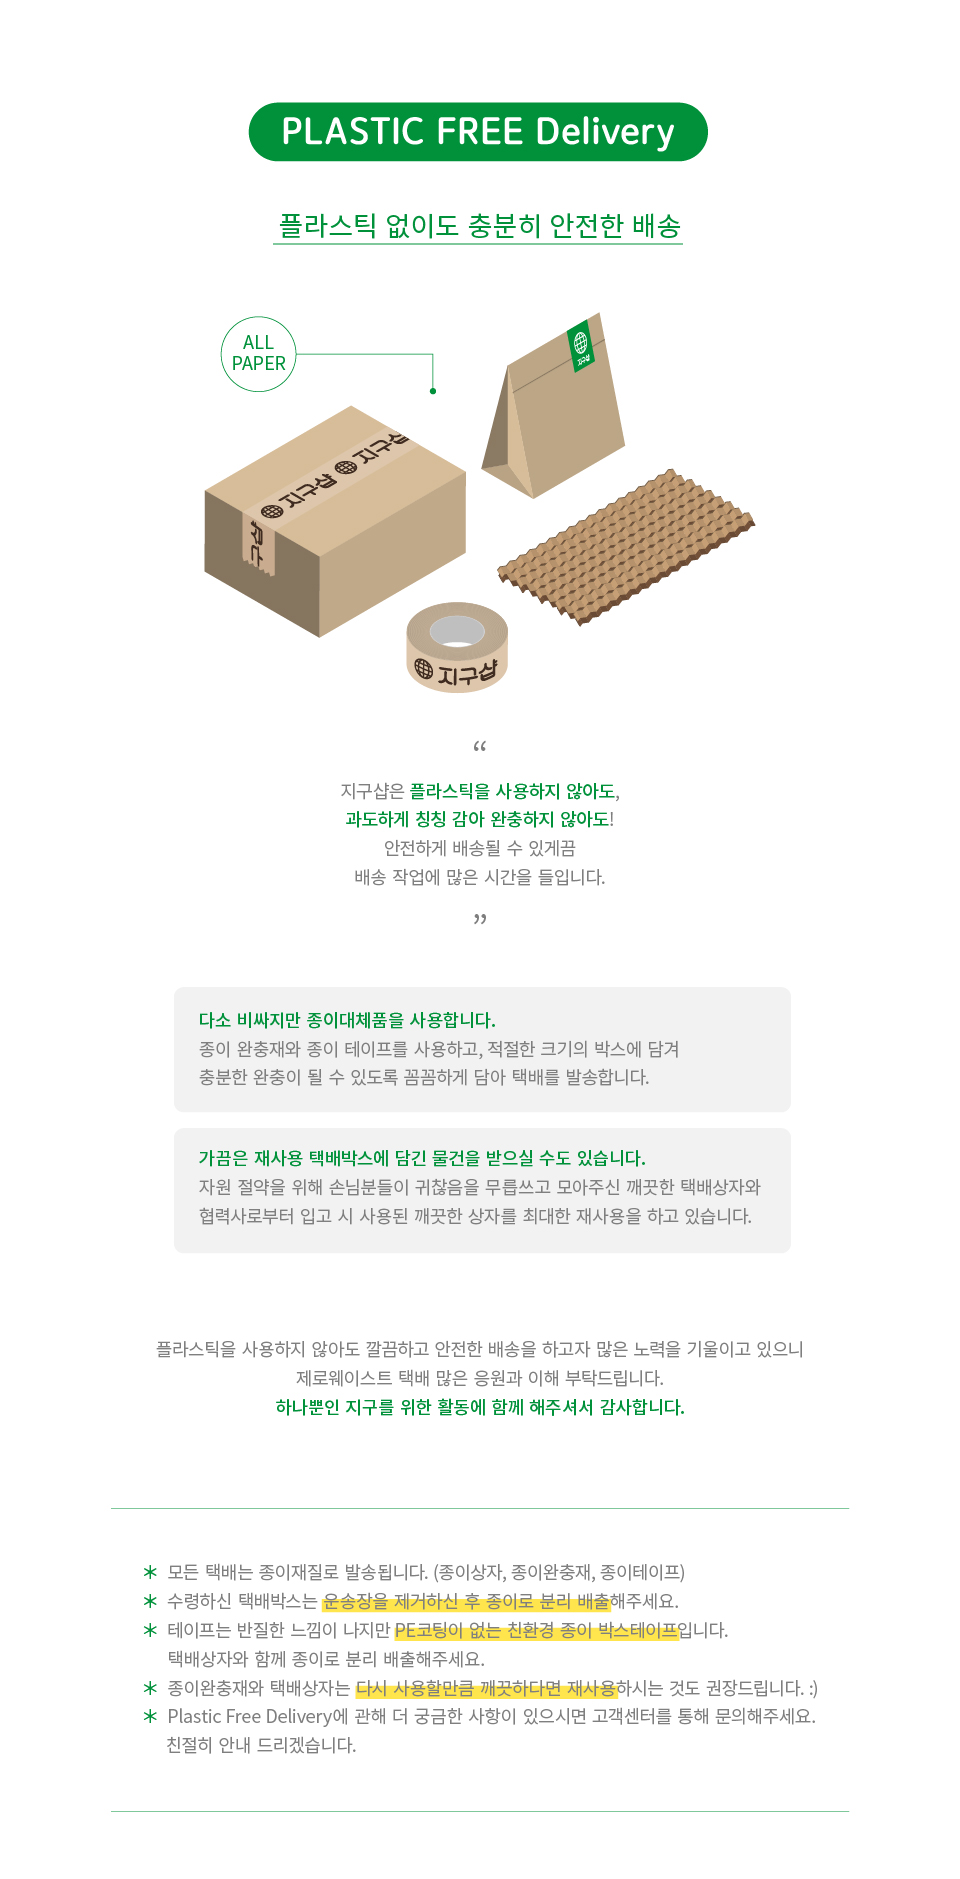 PLASTIC FREE Delivery
플라스틱 없이도 충분히 안전한 배송
ALL
PAPER
지구샵
지구샵
지구샵
지구샵
지구샵
“
지구샵은 플라스틱을 사용하지 않아도,
과도하게 칭칭 감아 완충하지 않아도!
안전하게 배송될 수 있게끔
배송 작업에 많은 시간을 들입니다.
”
다소 비싸지만 종이대체품을 사용합니다.
종이 완충재와 종이 테이프를 사용하고, 적절한 크기의 박스에 담겨
충분한 완충이 될 수 있도록 꼼꼼하게 담아 택배를 발송합니다.
가끔은 재사용 택배박스에 담긴 물건을 받으실 수도 있습니다.
자원 절약을 위해 손님분들이 귀찮음을 무릅쓰고 모아주신 깨끗한 택배상자와
협력사로부터 입고 시 사용된 깨끗한 상자를 최대한 재사용을 하고 있습니다.
플라스틱을 사용하지 않아도 깔끔하고 안전한 배송을 하고자 많은 노력을 기울이고 있으니
제로웨이스트 택배 많은 응원과 이해 부탁드립니다.
하나뿐인 지구를 위한 활동에 함께 해주셔서 감사합니다.
* 모든 택배는 종이재질로 발송됩니다. (종이상자, 종이완충재, 종이테이프)
* 수령하신 택배박스는 운송장을 제거하신 후 종이로 분리 배출해주세요.
* 테이프는 반질한 느낌이 나지만 PE코팅이 없는 친환경 종이 박스테이프입니다.
택배상자와 함께 종이로 분리 배출해주세요.
* 종이완충재와 택배상자는 다시 사용할만큼 깨끗하다면 재사용하시는 것도 권장드립니다. :)
* Plastic Free Delivery에 관해 더 궁금한 사항이 있으시면 고객센터를 통해 문의해주세요.
친절히 안내 드리겠습니다.